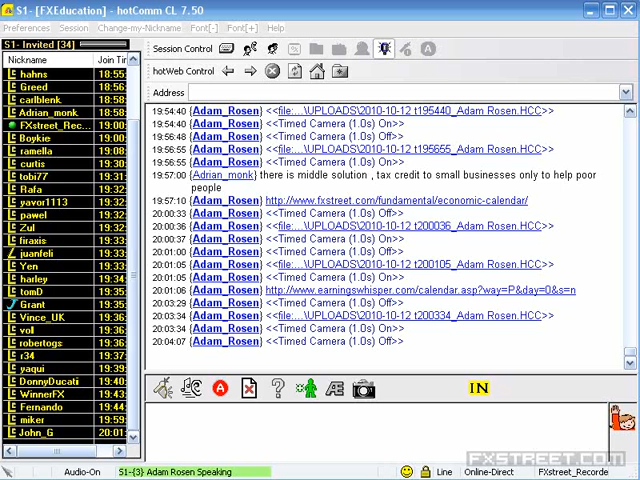 S1- [FXEducation] - hotComm CL 7.50
Preferences Session Change-my-Nickname Font[-] Font[+] Help
S1- Invited [34]
Session Control
Nickname Join Tim
hotWeb Control
Address
hahns 18:55:
Greed 18:56:
carlblenk 18:58:
Adrian_monk 18:59:
FXstreet_Rec... 19:00:
Boykie 19:00:
ramella 19:08:
curtis 19:30:
tobi77 19:31:
Rafa 19:32:
yavor1113 19:32:
pawel 19:32:
Zul 19:32:
firaxis 19:33:
juanfeli 19:33:
Yen 19:33:
harley 19:34:
tomD 19:35:
Grant 19:35:
Vince_UK 19:36:
vol 19:36:
robertogs 19:36:
r34 19:37:
yaqui 19:39:
DonnyDucati 19:40:
WinnerFX 19:43:
Fernando 19:44:
miker 19:59:
John_G 20:01:
19:54:40 {Adam_Rosen} <<file:...\UPLOADS\2010-10-12 t195440_Adam Rosen.HCC>>
19:54:40 {Adam_Rosen} <<Timed Camera (1.0s) On>>
19:56:48 {Adam_Rosen} <<Timed Camera (1.0s) Off>>
19:56:55 {Adam_Rosen} <<file:...\UPLOADS\2010-10-12 t195655_Adam Rosen.HCC>>
19:56:55 {Adam_Rosen} <<Timed Camera (1.0s) On>>
19:57:00 {Adrian_monk} there is middle solution , tax credit to small businesses only to help poor
people
19:57:10 {Adam_Rosen} http://www.fxstreet.com/fundamental/economic-calendar/
20:00:33 {Adam_Rosen} <<Timed Camera (1.0s) Off>>
20:00:36 {Adam_Rosen} <<file:...\UPLOADS\2010-10-12 t200036_Adam Rosen.HCC>>
20:00:37 {Adam_Rosen} <<Timed Camera (1.0s) On>>
20:01:00 {Adam_Rosen} <<Timed Camera (1.0s) Off>>
20:01:05 {Adam_Rosen} <<file:...\UPLOADS\2010-10-12 t200105_Adam Rosen.HCC>>
20:01:05 {Adam_Rosen} <<Timed Camera (1.0s) On>>
20:01:06 {Adam_Rosen} http://www.earningswhisper.com/calendar.asp?way=P&day=0&s=n
20:03:29 {Adam_Rosen} <<Timed Camera (1.0s) Off>>
20:03:34 {Adam_Rosen} <<file:...\UPLOADS\2010-10-12 t200334_Adam Rosen.HCC>>
20:03:34 {Adam_Rosen} <<Timed Camera (1.0s) On>>
20:04:07 {Adam_Rosen} <<Timed Camera (1.0s) Off>>
IN
FXSTREET.COM
Audio-On S1-{3} Adam Rosen Speaking Line Online-Direct FXstreet_Recorde